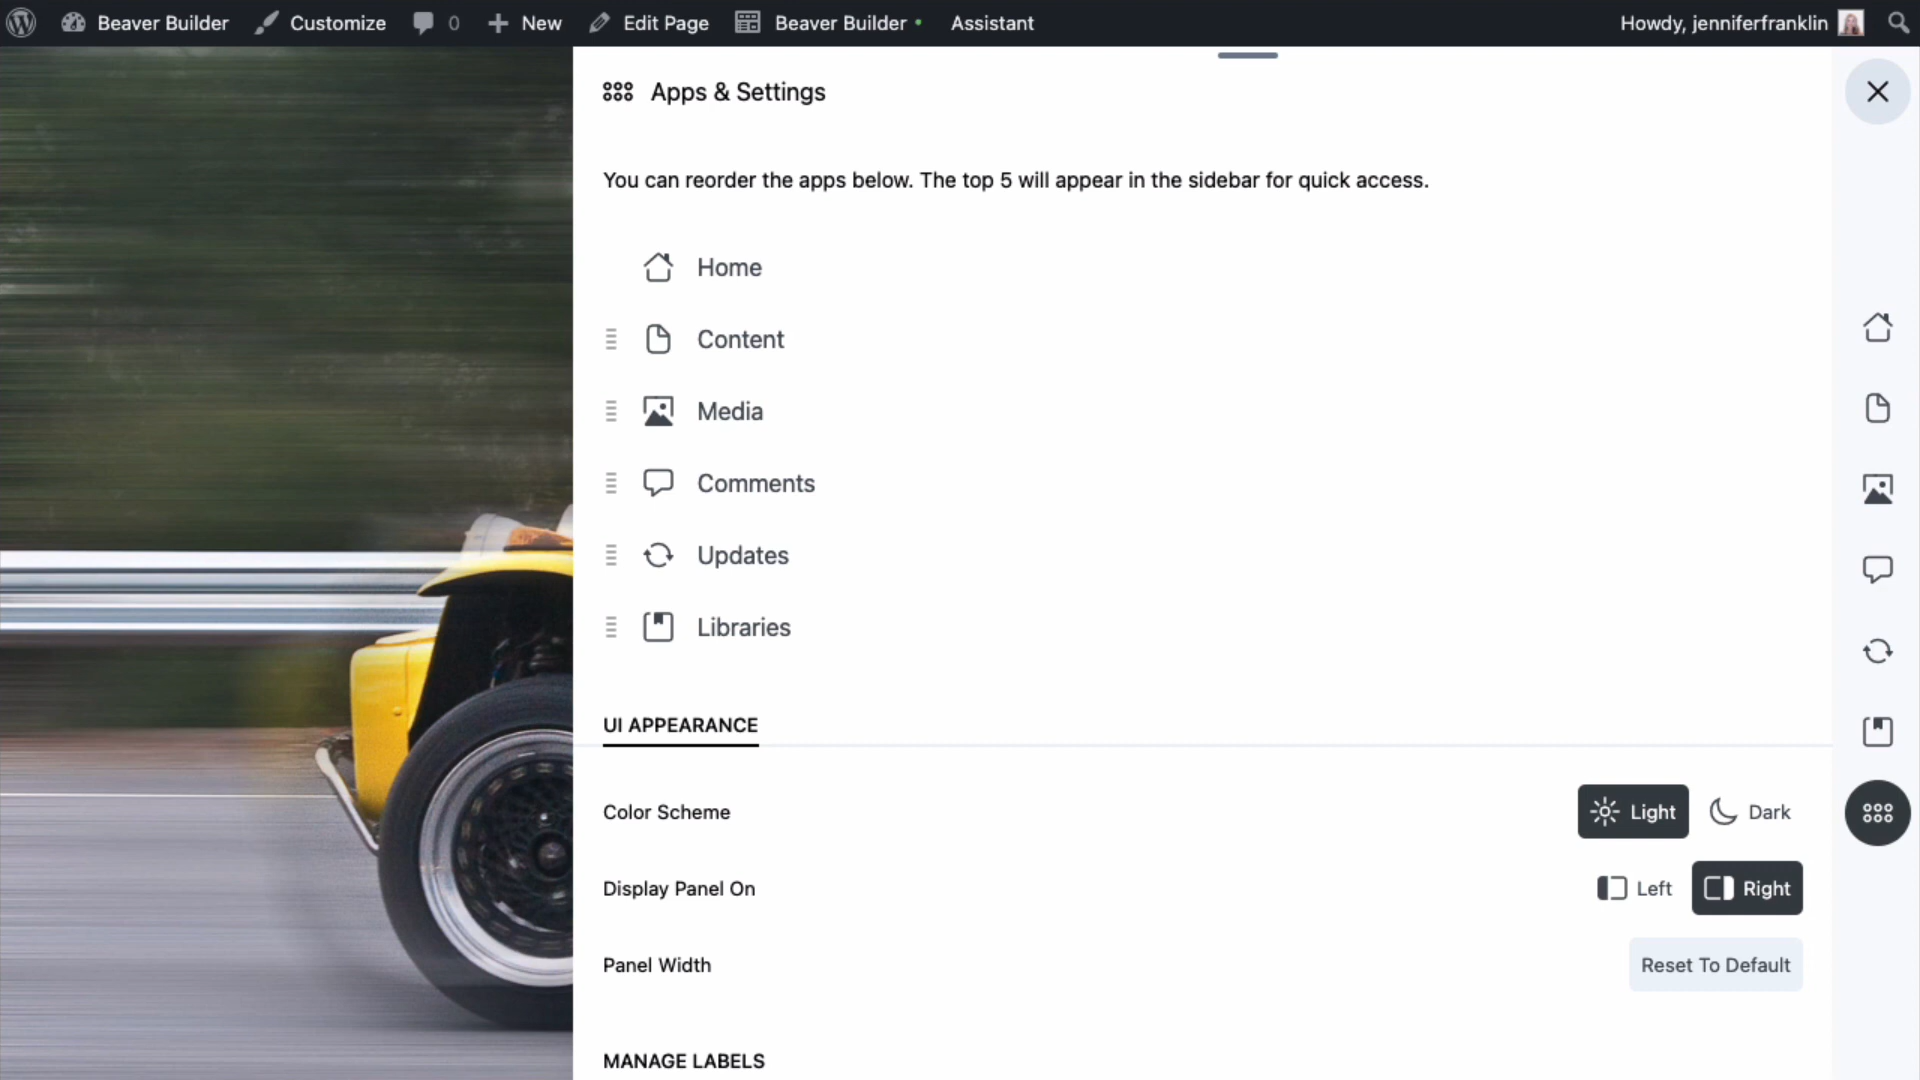 Beaver Builder Customize 0 New Edit Page Beaver Builder Assistant Howdy, jenniferfranklin
Apps & Settings
You can reorder the apps below. The top 5 will appear in the sidebar for quick access.
Home
Content
Media
Comments
Updates
Libraries
UI APPEARANCE
Color Scheme Light Dark
Display Panel On Left Right
Panel Width Reset To Default
MANAGE LABELS